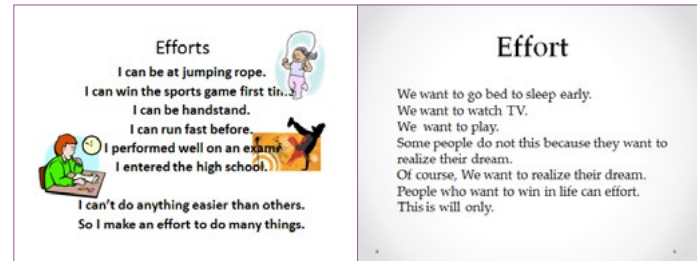 Efforts
I can be at jumping rope.
I can win the sports game first tim
I can be handstand.
I can run fast before.
I performed well on an exam
I entered the high school.
I can't do anything easier than others.
So I make an effort to do many things.
Effort
We want to go bed to sleep early.
We want to watch TV.
We want to play.
Some people do not this because they want to
realize their dream.
Of course, We want to realize their dream.
People who want to win in life can effort.
This is will only.